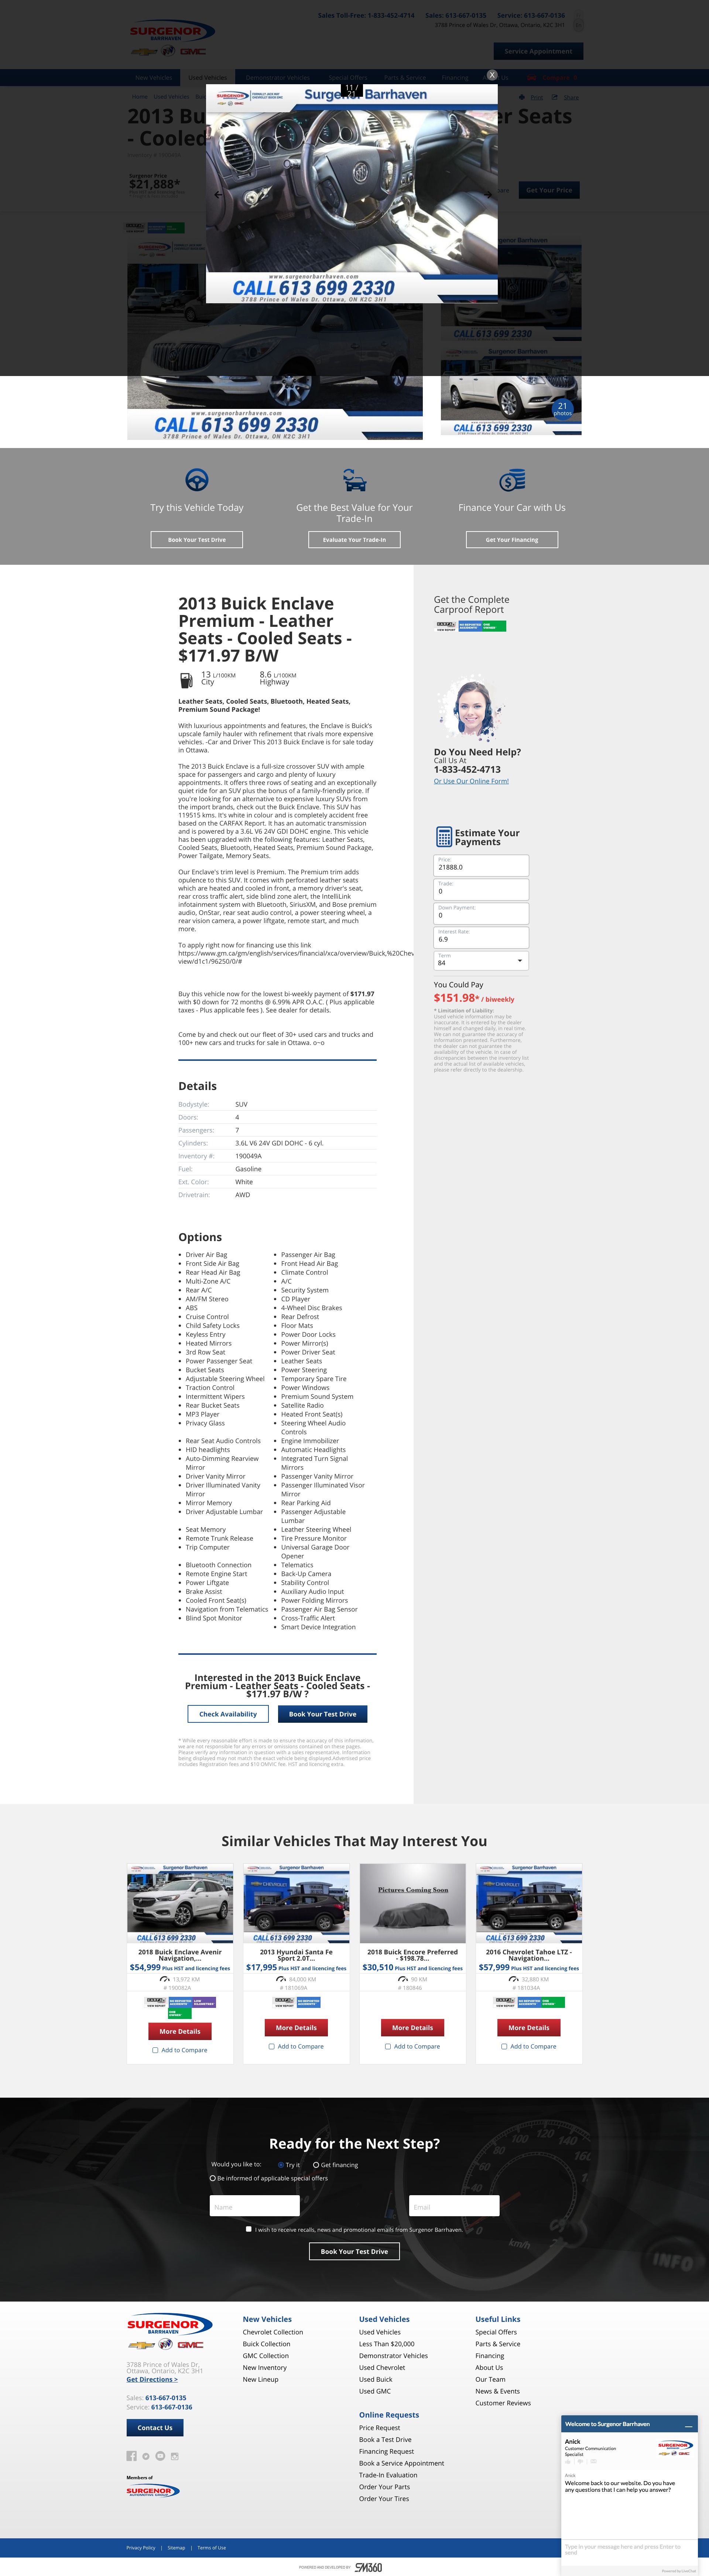 SURGENOR
BARRHAVEN
Sales Toll-Free: 1-833-452-4714 Sales: 613-667-0135 Service: 613-667-0136
3788 Prince of Wales Dr, Ottawa, Ontario, K2C 3H1
GMC
Service Appointment
New Vehicles Used Vehicles Demonstrator Vehicles Special Offers Parts & Service Financing
X
Home Used Vehicles
Print Share
2013 Bu
er Seats
- Cooled
Surgenor Price
$21,888*
Get Your Price
11 / 21
Surgenor Barrhaven
www.surgenorbarrhaven.com
CALL 613 699 2330
3788 Prince of Wales Dr. Ottawa, ON K2C 3H1
www.surgenorbarrhaven.com
CALL 613 699 2330
3788 Prince of Wales Dr. Ottawa, ON K2C 3H1
CALL 613 699 2330
CALL 613 699 2330
21
photos
Try this Vehicle Today
Book Your Test Drive
Get the Best Value for Your
Trade-In
Evaluate Your Trade-In
Finance Your Car with Us
Get Your Financing
2013 Buick Enclave
Premium - Leather
Seats - Cooled Seats -
$171.97 B/W
13 L/100KM
City
8.6 L/100KM
Highway
Leather Seats, Cooled Seats, Bluetooth, Heated Seats,
Premium Sound Package!
With luxurious appointments and features, the Enclave is Buick's
upscale family hauler with refinement that rivals more expensive
vehicles. -Car and Driver This 2013 Buick Enclave is for sale today
in Ottawa.
The 2013 Buick Enclave is a full-size crossover SUV with ample
space for passengers and cargo and plenty of luxury
appointments. It offers three rows of seating and an exceptionally
quiet ride for an SUV plus the bonus of a family-friendly price. If
you're looking for an alternative to expensive luxury SUVs from
the import brands, check out the Buick Enclave. This SUV has
119515 kms. It's white in colour and is completely accident free
based on the CARFAX Report. It has an automatic transmission
and is powered by a 3.6L V6 24V GDI DOHC engine. This vehicle
has been upgraded with the following features: Leather Seats,
Cooled Seats, Bluetooth, Heated Seats, Premium Sound Package,
Power Tailgate, Memory Seats.
Our Enclave's trim level is Premium. The Premium trim adds
opulence to this SUV. It comes with perforated leather seats
which are heated and cooled in front, a memory driver's seat,
rear cross traffic alert, side blind zone alert, the IntelliLink
infotainment system with Bluetooth, SiriusXM, and Bose premium
audio, OnStar, rear seat audio control, a power steering wheel, a
rear vision camera, a power liftgate, remote start, and much
more.
To apply right now for financing use this link
https://www.gm.ca/gm/english/services/financial/xca/overview/Buick,%20Chev
view/d1c1/96250/0/#
Buy this vehicle now for the lowest bi-weekly payment of $171.97
with $0 down for 72 months @ 6.99% APR O.A.C. ( Plus applicable
taxes - Plus applicable fees ). See dealer for details.
Come by and check out our fleet of 30+ used cars and trucks and
100+ new cars and trucks for sale in Ottawa. o~o
Get the Complete
Carproof Report
Do You Need Help?
Call Us At
1-833-452-4713
Or Use Our Online Form!
Estimate Your
Payments
Price:
21888.0
Trade:
0
Down Payment:
0
Interest Rate:
6.9
Term:
84
You Could Pay
$151.98* / biweekly
* Limitation of Liability:
Used vehicle information may be
inaccurate. It is entered by the dealer
himself and changed daily, in real time.
We can not guarantee the accuracy of
information presented. Furthermore,
the dealer can not guarantee the
availability of the vehicle. In case of
discrepancies between the inventory list
and the actual list of available vehicles,
please refer directly to the dealership.
Details
Bodystyle: SUV
Doors: 4
Passengers: 7
Cylinders: 3.6L V6 24V GDI DOHC - 6 cyl.
Inventory #: 190049A
Fuel: Gasoline
Ext. Color: White
Drivetrain: AWD
Options
Driver Air Bag Passenger Air Bag
Front Side Air Bag Front Head Air Bag
Rear Head Air Bag Climate Control
Multi-Zone A/C A/C
Rear A/C Security System
AM/FM Stereo CD Player
ABS 4-Wheel Disc Brakes
Cruise Control Rear Defrost
Child Safety Locks Floor Mats
Keyless Entry Power Door Locks
Heated Mirrors Power Mirror(s)
3rd Row Seat Power Driver Seat
Power Passenger Seat Leather Seats
Bucket Seats Power Steering
Adjustable Steering Wheel Temporary Spare Tire
Traction Control Power Windows
Intermittent Wipers Premium Sound System
Rear Bucket Seats Satellite Radio
MP3 Player Heated Front Seat(s)
Privacy Glass Steering Wheel Audio
Controls
Rear Seat Audio Controls Engine Immobilizer
HID headlights Automatic Headlights
Auto-Dimming Rearview Integrated Turn Signal
Mirror Mirrors
Driver Vanity Mirror Passenger Vanity Mirror
Driver Illuminated Vanity Passenger Illuminated Visor
Mirror Mirror
Mirror Memory Rear Parking Aid
Driver Adjustable Lumbar Passenger Adjustable
Lumbar
Seat Memory Leather Steering Wheel
Remote Trunk Release Tire Pressure Monitor
Trip Computer Universal Garage Door
Opener
Bluetooth Connection Telematics
Remote Engine Start Back-Up Camera
Power Liftgate Stability Control
Brake Assist Auxiliary Audio Input
Cooled Front Seat(s) Power Folding Mirrors
Navigation from Telematics Passenger Air Bag Sensor
Blind Spot Monitor Cross-Traffic Alert
Smart Device Integration
Interested in the 2013 Buick Enclave
Premium - Leather Seats - Cooled Seats -
$171.97 B/W ?
Check Availability Book Your Test Drive
* While every reasonable effort is made to ensure the accuracy of this information,
we are not responsible for any errors or omissions contained on these pages.
Please verify any information in question with a sales representative. Information
being displayed may not match the exact vehicle being displayed Advertised price
includes Registration fees and $10 OMVIC fee. HST and licencing extra.
Similar Vehicles That May Interest You
2018 Buick Enclave Avenir
Navigation,...
$54,999 Plus HST and licencing fees
13,972 KM
# 190082A
More Details
Add to Compare
2013 Hyundai Santa Fe
Sport 2.0T...
$17,995 Plus HST and licencing fees
84,000 KM
# 181069A
More Details
Add to Compare
Pictures Coming Soon
2018 Buick Encore Preferred
- $198.78...
$30,510 Plus HST and licencing fees
90 KM
# 180846
More Details
Add to Compare
2016 Chevrolet Tahoe LTZ -
Navigation...
$57,999 Plus HST and licencing fees
32,880 KM
# 181034A
More Details
Add to Compare
Ready for the Next Step?
Would you like to: Try it Get financing
Be informed of applicable special offers
Name
Email
I wish to receive recalls, news and promotional emails from Surgenor Barrhaven.
Book Your Test Drive
km/h
INFO
SURGENOR
BARRHAVEN
GMC
3788 Prince of Wales Dr,
Ottawa, Ontario, K2C 3H1
Get Directions >
Sales: 613-667-0135
Service: 613-667-0136
Contact Us
Members of
SURGENOR
New Vehicles
Chevrolet Collection
Buick Collection
GMC Collection
New Inventory
New Lineup
Used Vehicles
Used Vehicles
Less Than $20,000
Demonstrator Vehicles
Used Chevrolet
Used Buick
Used GMC
Online Requests
Price Request
Book a Test Drive
Financing Request
Book a Service Appointment
Trade-In Evaluation
Order Your Parts
Order Your Tires
Useful Links
Special Offers
Parts & Service
Financing
About Us
Our Team
News & Events
Customer Reviews
Welcome to Surgenor Barrhaven
Anick
Customer Communication
Specialist
Anick
Welcome back to our website. Do you have
any questions that I can help you answer?
Type in your message here and press Enter to
send
Privacy Policy | Sitemap | Terms of Use
POWERED AND DEVELOPED BY SM360